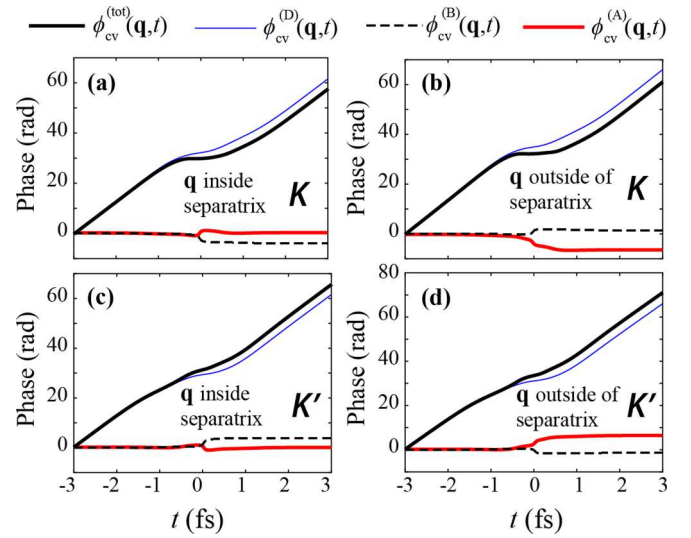 ϕcv^(tot)(q,t) ϕcv^(D)(q,t) ϕcv^(B)(q,t) ϕcv^(A)(q,t)
(a) (b)
Phase (rad) Phase (rad)
60 60
40 40
20 20
0 0
q inside
separatrix
K
q outside of
separatrix
K
(c) (d)
Phase (rad) Phase (rad)
60
40
20
0
80
60
40
20
0
q inside
separatrix
K′
q outside of
separatrix
K′
-3 -2 -1 0 1 2 3 -3 -2 -1 0 1 2 3
t (fs) t (fs)